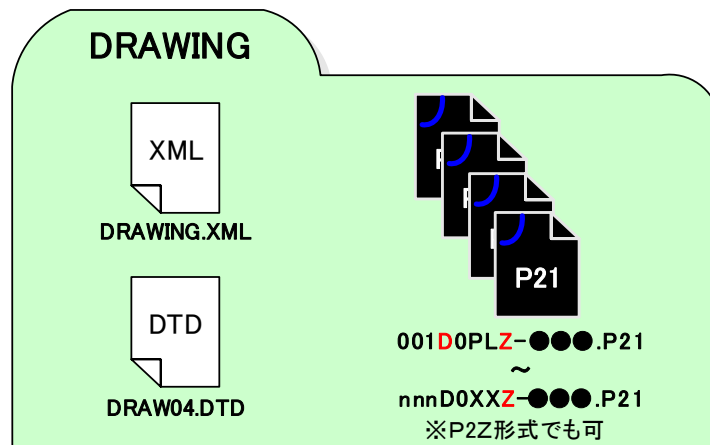 DRAWING
XML
DRAWING.XML
DTD
DRAW04.DTD
P21
001D0PLZ-●●●.P21
～
nnnD0XXZ-●●●.P21
※P2Z形式でも可